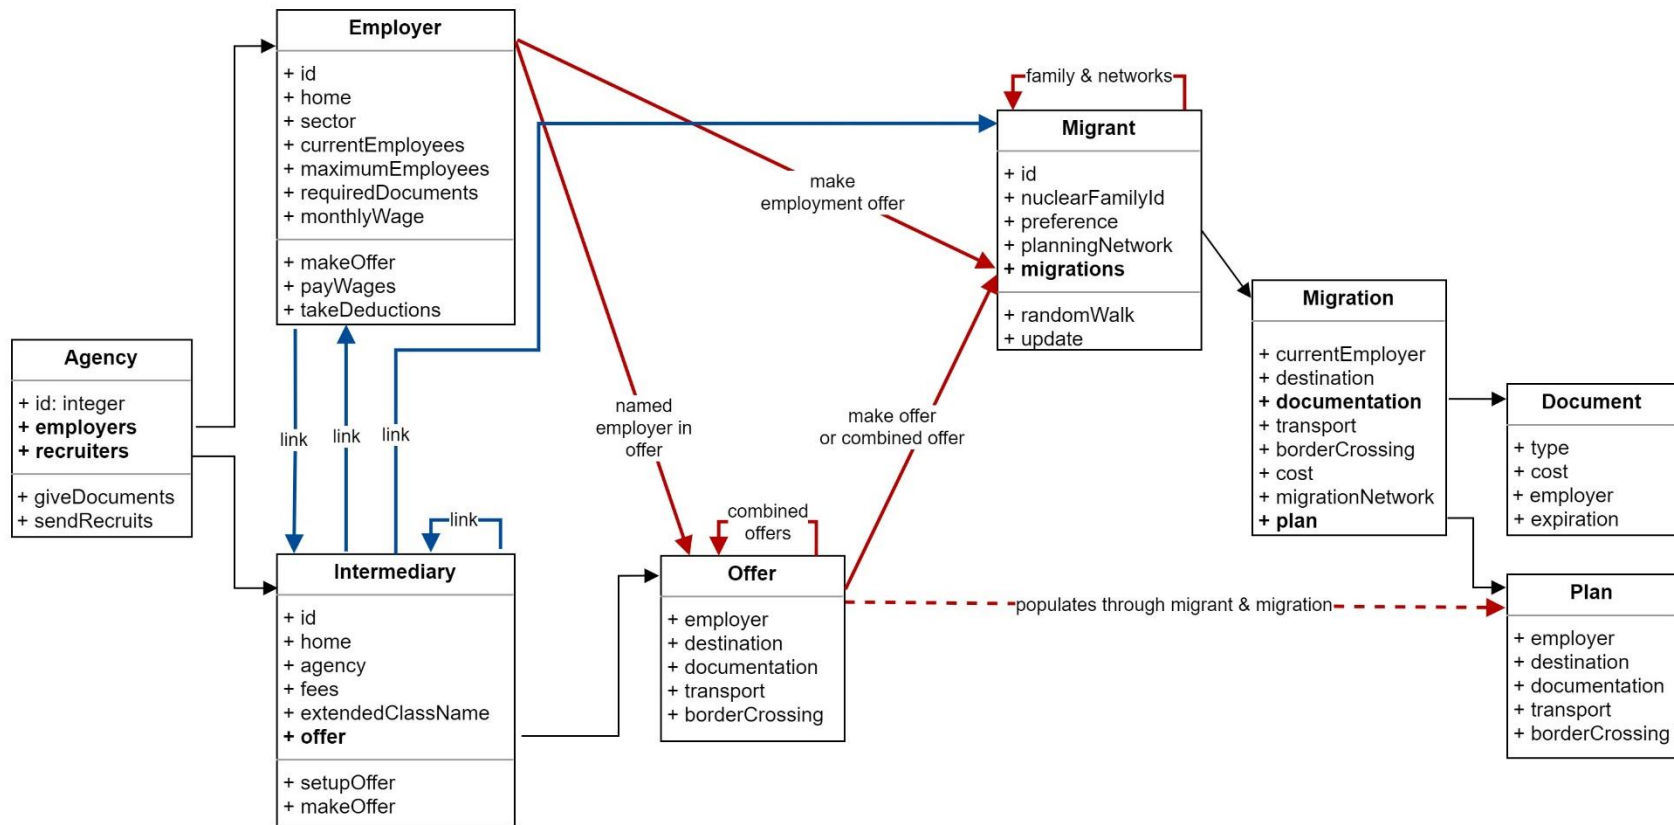 Employer
+ id
+ home
+ sector
+ currentEmployees
+ maximumEmployees
+ requiredDocuments
+ monthlyWage
+ makeOffer
+ payWages
+ takeDeductions
family & networks
Migrant
+ id
+ nuclearFamilyId
+ preference
+ planningNetwork
+ migrations
+ randomWalk
+ update
make
employment offer
Agency
+ id: integer
+ employers
+ recruiters
+ giveDocuments
+ sendRecruits
link
link
link
link
named
employer in
offer
make offer
or combined offer
Migration
+ currentEmployer
+ destination
+ documentation
+ transport
+ borderCrossing
+ cost
+ migrationNetwork
+ plan
Document
+ type
+ cost
+ employer
+ expiration
Intermediary
+ id
+ home
+ agency
+ fees
+ extendedClassName
+ offer
+ setupOffer
+ makeOffer
combined
offers
Offer
+ employer
+ destination
+ documentation
+ transport
+ borderCrossing
populates through migrant & migration
Plan
+ employer
+ destination
+ documentation
+ transport
+ borderCrossing